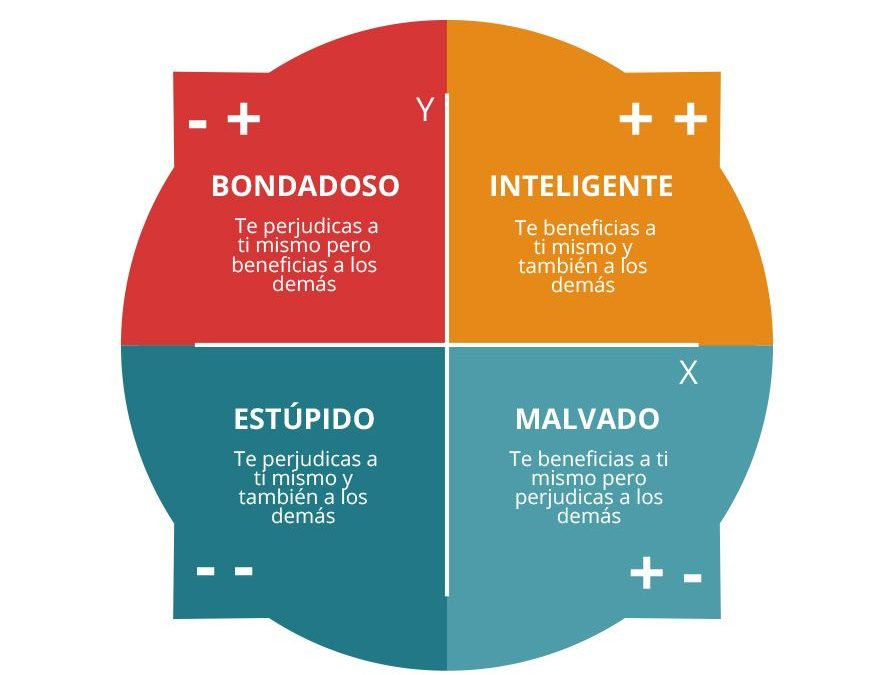 - +
Y
BONDADOSO
Te perjudicas a
ti mismo pero
beneficias a los
demás
+ +
INTELIGENTE
Te beneficias a
ti mismo y
también a los
demás
X
ESTÚPIDO
Te perjudicas a
ti mismo y
también a los
demás
- -
MALVADO
Te beneficias a ti
mismo pero
perjudicas a los
demás
+ -